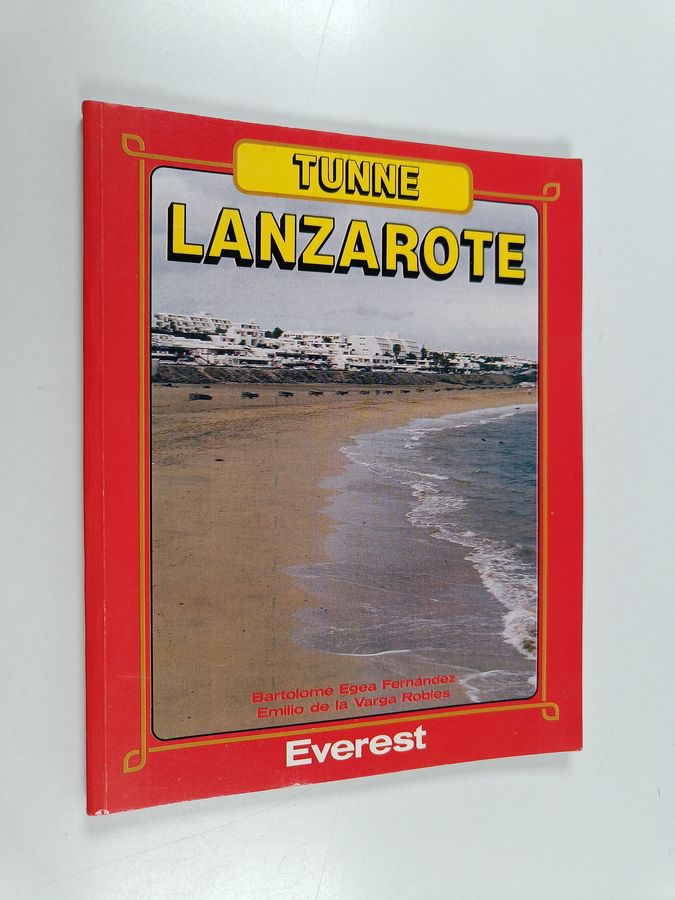 TUNNE
LANZAROTE
Bartolomé Egea Fernández
Emilio de la Varga Robles
Everest